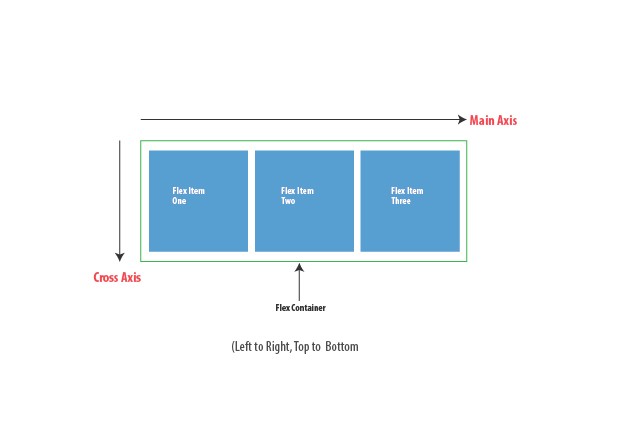 Main Axis
Flex Item
One
Flex Item
Two
Flex Item
Three
Cross Axis
Flex Container
(Left to Right, Top to Bottom